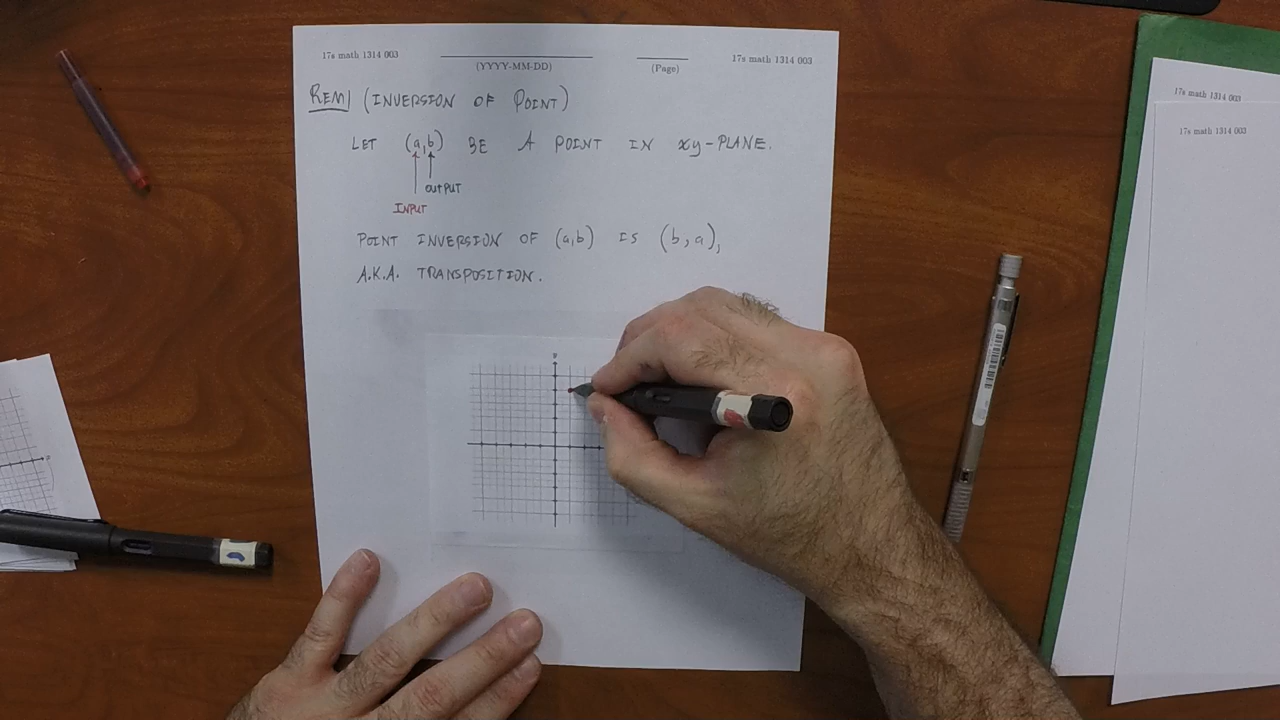 17s math 1314 003
(YYYY-MM-DD)
(Page)
17s math 1314 003
REM (INVERSION OF POINT)
LET (a,b) BE A POINT IN xy-PLANE.
OUTPUT
INPUT
POINT INVERSION OF (a,b) IS (b,a),
A.K.A. TRANSPOSITION.
y
17s math 1314 003
17s math 1314 003